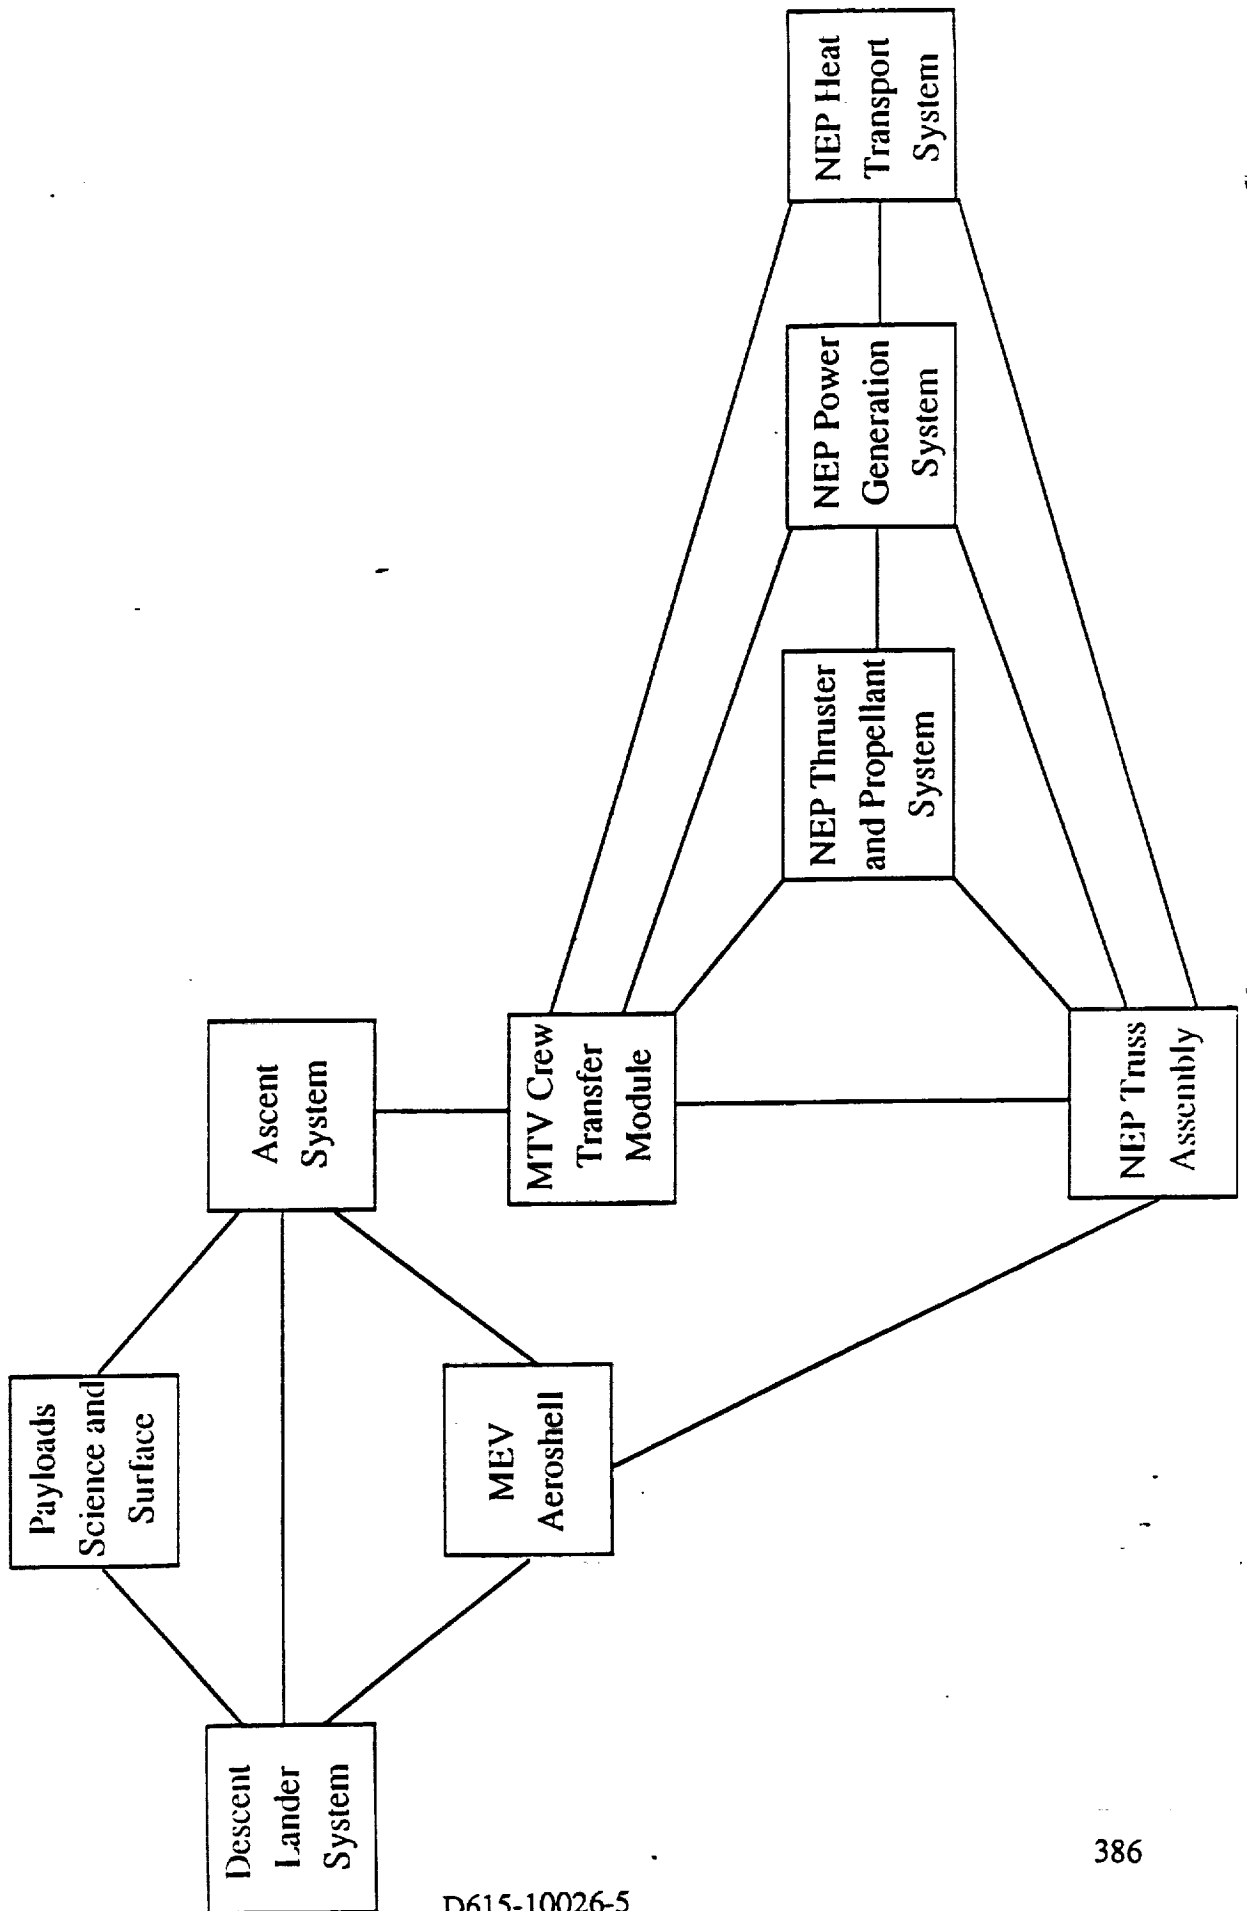 Payloads
Science and
Surface
Descent
Lander
System
Ascent
System
MEV
Aeroshell
MTV Crew
Transfer
Module
NEP Thruster
and Propellant
System
NEP Power
Generation
System
NEP Heat
Transport
System
NEP Truss
Assembly
D615-10026-5
386